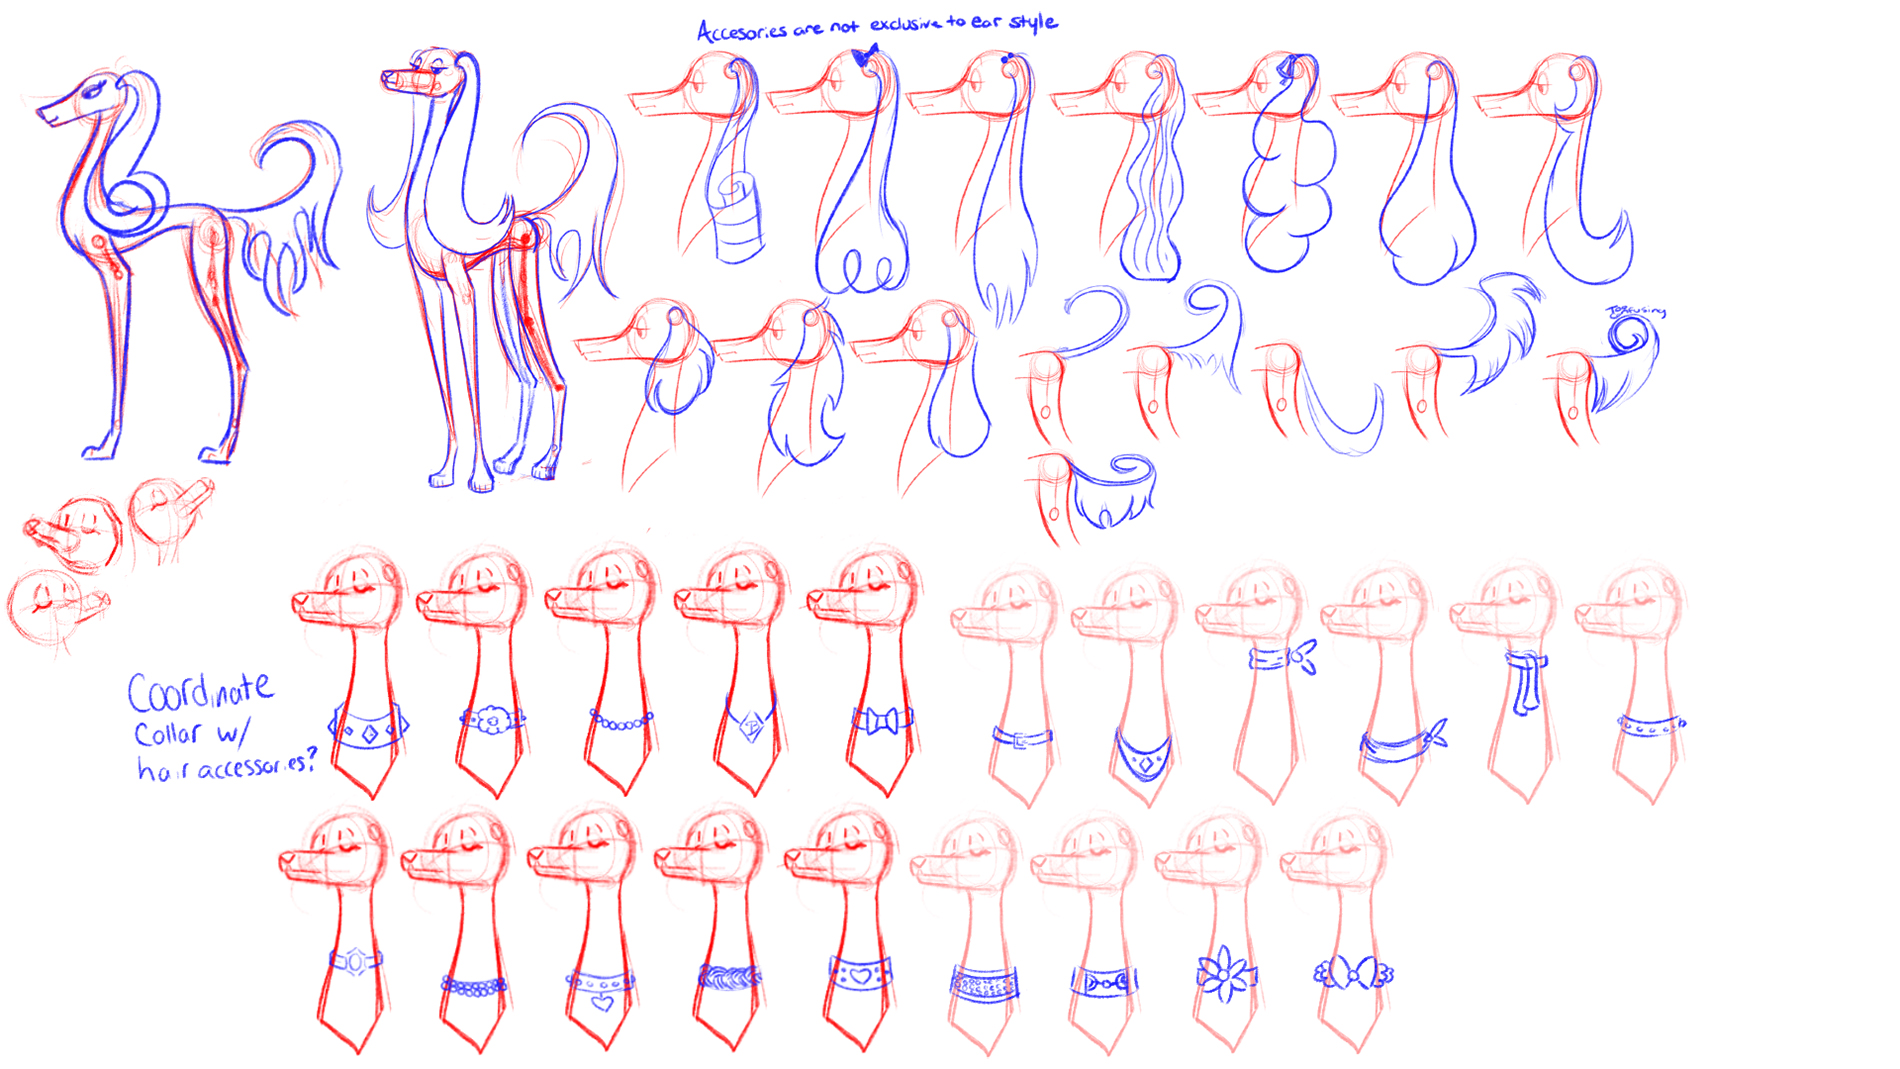 Accesories are not exclusive to ear style
Coordinate
Collar w/
hair accessories?